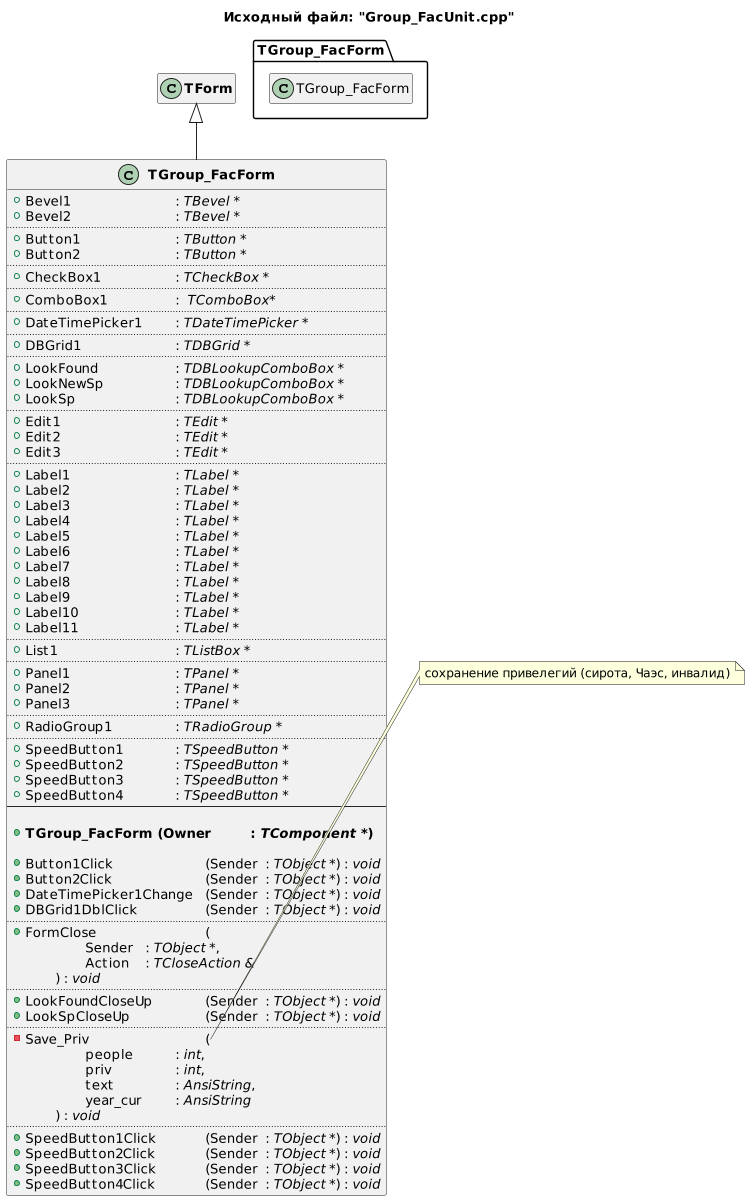 Исходный файл: "Group_FacUnit.cpp"
TGroup_FacForm
C TForm
C TGroup_FacForm
C TGroup_FacForm
Bevel1 : TBevel *
Bevel2 : TBevel *
Button1 : TButton *
Button2 : TButton *
CheckBox1 : TCheckBox *
ComboBox1 : TComboBox*
DateTimePicker1 : TDateTimePicker *
DBGrid1 : TDBGrid *
LookFound : TDBLookupComboBox *
LookNewSp : TDBLookupComboBox *
LookSp : TDBLookupComboBox *
Edit1 : TEdit *
Edit2 : TEdit *
Edit3 : TEdit *
Label1 : TLabel *
Label2 : TLabel *
Label3 : TLabel *
Label4 : TLabel *
Label5 : TLabel *
Label6 : TLabel *
Label7 : TLabel *
Label8 : TLabel *
Label9 : TLabel *
Label10 : TLabel *
Label11 : TLabel *
List1 : TListBox *
Panel1 : TPanel *
Panel2 : TPanel *
Panel3 : TPanel *
RadioGroup1 : TRadioGroup *
SpeedButton1 : TSpeedButton *
SpeedButton2 : TSpeedButton *
SpeedButton3 : TSpeedButton *
SpeedButton4 : TSpeedButton *
TGroup_FacForm (Owner : TComponent *)
Button1Click (Sender : TObject *) : void
Button2Click (Sender : TObject *) : void
DateTimePicker1Change (Sender : TObject *) : void
DBGrid1DblClick (Sender : TObject *) : void
FormClose (
Sender : TObject *,
Action : TCloseAction &
) : void
LookFoundCloseUp (Sender : TObject *) : void
LookSpCloseUp (Sender : TObject *) : void
Save_Priv (
people : int,
priv : int,
text : AnsiString,
year_cur : AnsiString
) : void
SpeedButton1Click (Sender : TObject *) : void
SpeedButton2Click (Sender : TObject *) : void
SpeedButton3Click (Sender : TObject *) : void
SpeedButton4Click (Sender : TObject *) : void
сохранение привелегий (сирота, Чаэс, инвалид)